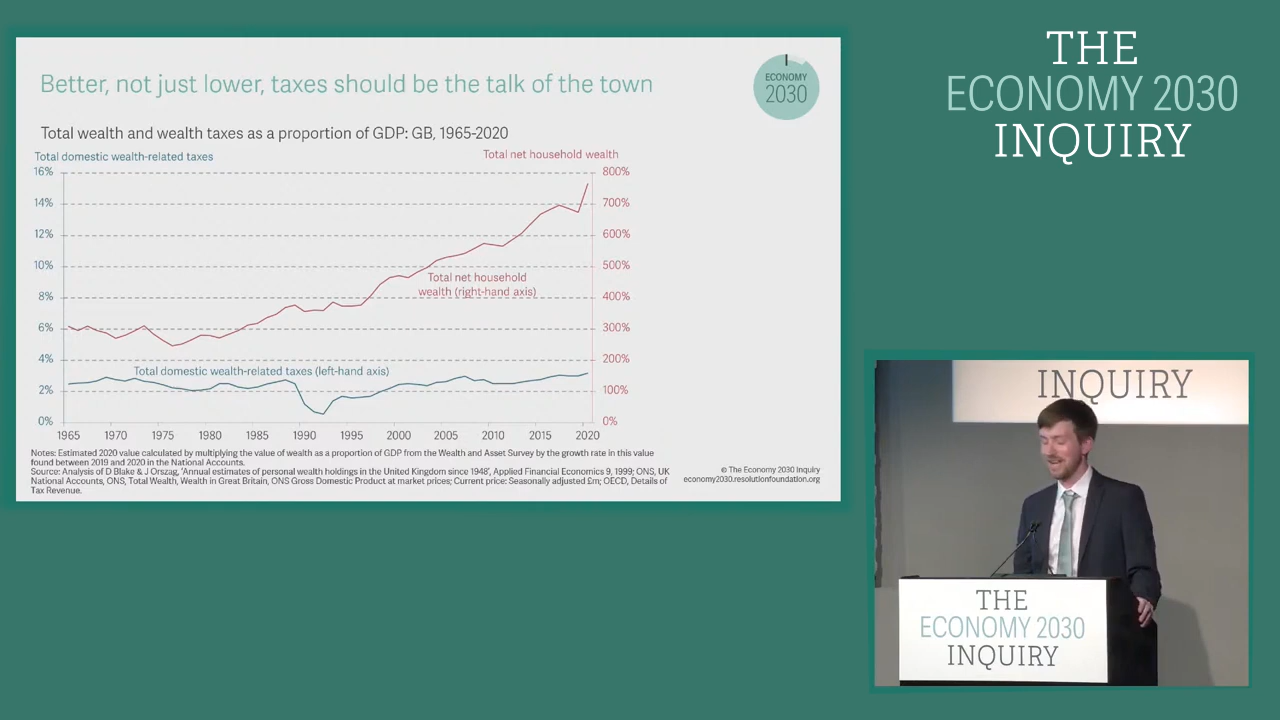 Better, not just lower, taxes should be the talk of the town
ECONOMY
2030
Total wealth and wealth taxes as a proportion of GDP: GB, 1965-2020
Total domestic wealth-related taxes
Total net household wealth
16%
14%
12%
10%
8%
6%
4%
2%
0%
800%
700%
600%
500%
400%
300%
200%
100%
0%
Total net household
wealth (right-hand axis)
Total domestic wealth-related taxes (left-hand axis)
1965 1970 1975 1980 1985 1990 1995 2000 2005 2010 2015 2020
Notes: Estimated 2020 value calculated by multiplying the value of wealth as a proportion of GDP from the Wealth and Asset Survey by the growth rate in this value
found between 2019 and 2020 in the National Accounts.
Source: Analysis of D Blake & J Orszag, 'Annual estimates of personal wealth holdings in the United Kingdom since 1948', Applied Financial Economics 9, 1999; ONS, UK
National Accounts, ONS, Total Wealth, Wealth in Great Britain, ONS Gross Domestic Product at market prices; Current price: Seasonally adjusted £m; OECD, Details of
Tax Revenue.
© The Economy 2030 Inquiry
economy2030.resolutionfoundation.org
THE
ECONOMY 2030
INQUIRY
INQUIRY
THE
ECONOMY 2030
INQUIRY